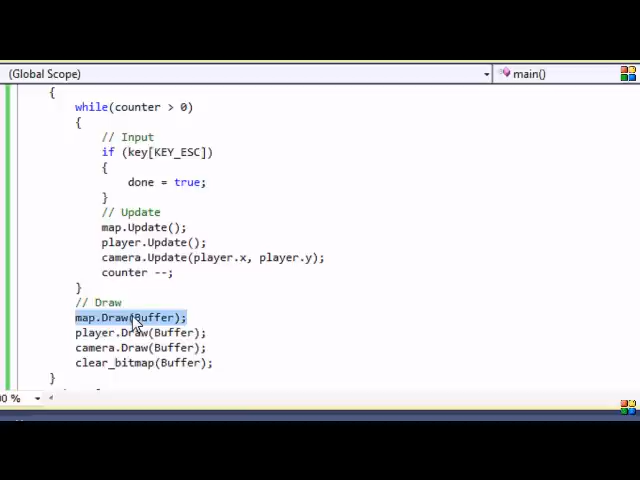 (Global Scope)
main()
{
while(counter > 0)
{
// Input
if (key[KEY_ESC])
{
done = true;
}
// Update
map.Update();
player.Update();
camera.Update(player.x, player.y);
counter --;
}
// Draw
map.Draw(Buffer);
player.Draw(Buffer);
camera.Draw(Buffer);
clear_bitmap(Buffer);
}
00 %